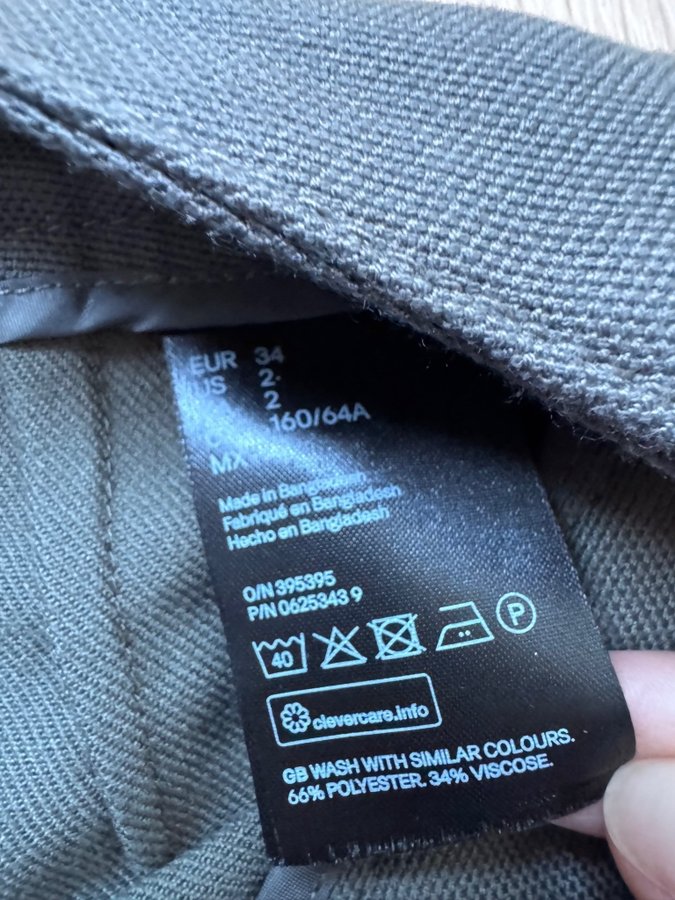 EUR 34
US 2
2
160/64A
MX
Made in Bangladesh
Fabriqué en Bangladesh
Hecho en Bangladesh
O/N 395395
P/N 0625343 9
40 P
clevercare.info
GB WASH WITH SIMILAR COLOURS.
66% POLYESTER. 34% VISCOSE.